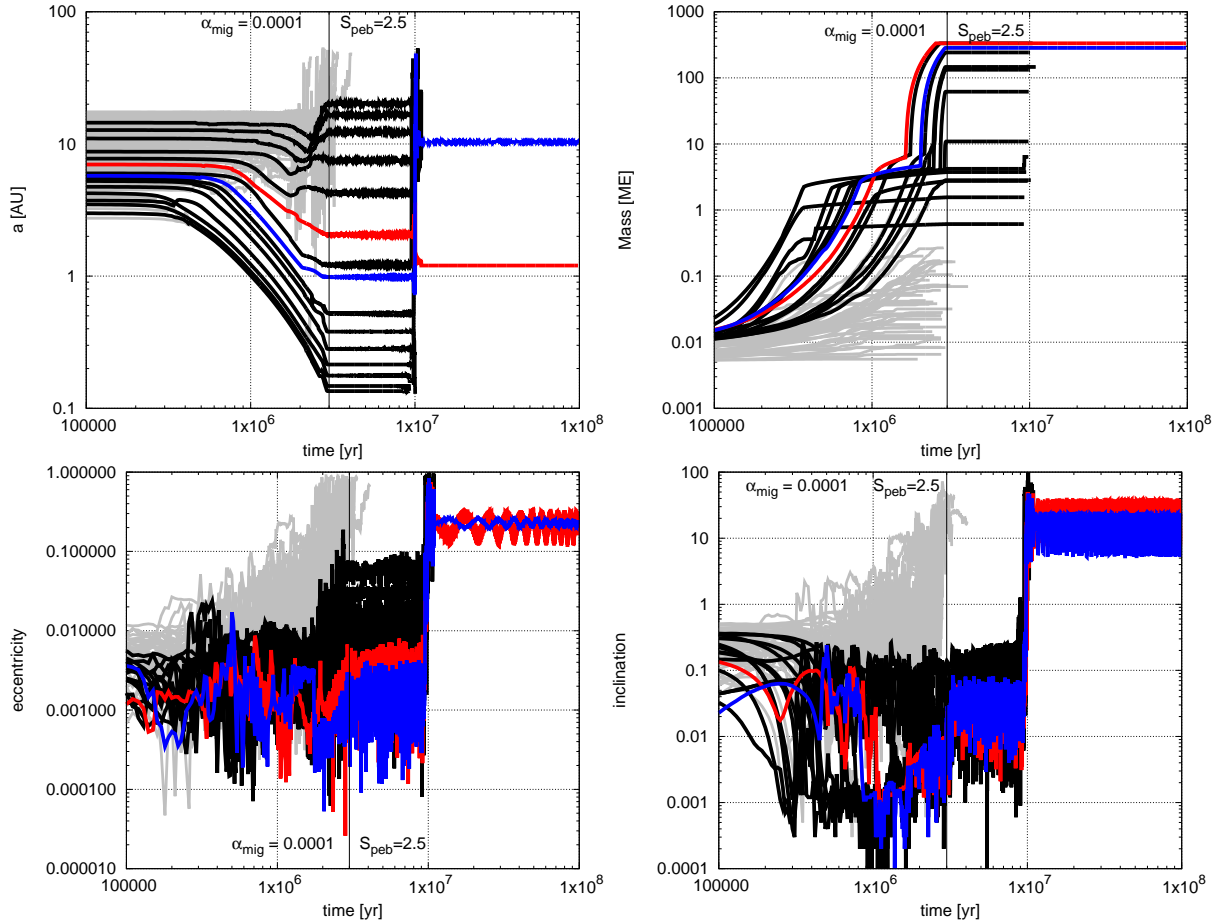 α_mig = 0.0001 S_peb=2.5
100
10
1
0.1
a [AU]
100000 1x10^6 1x10^7 1x10^8
time [yr]
α_mig = 0.0001 S_peb=2.5
1000
100
10
1
0.1
0.01
0.001
Mass [ME]
100000 1x10^6 1x10^7 1x10^8
time [yr]
1.000000
0.100000
0.010000
0.001000
0.000100
0.000010
eccentricity
α_mig = 0.0001 S_peb=2.5
100000 1x10^6 1x10^7 1x10^8
time [yr]
α_mig = 0.0001 S_peb=2.5
100
10
1
0.1
0.01
0.001
0.0001
inclination
100000 1x10^6 1x10^7 1x10^8
time [yr]